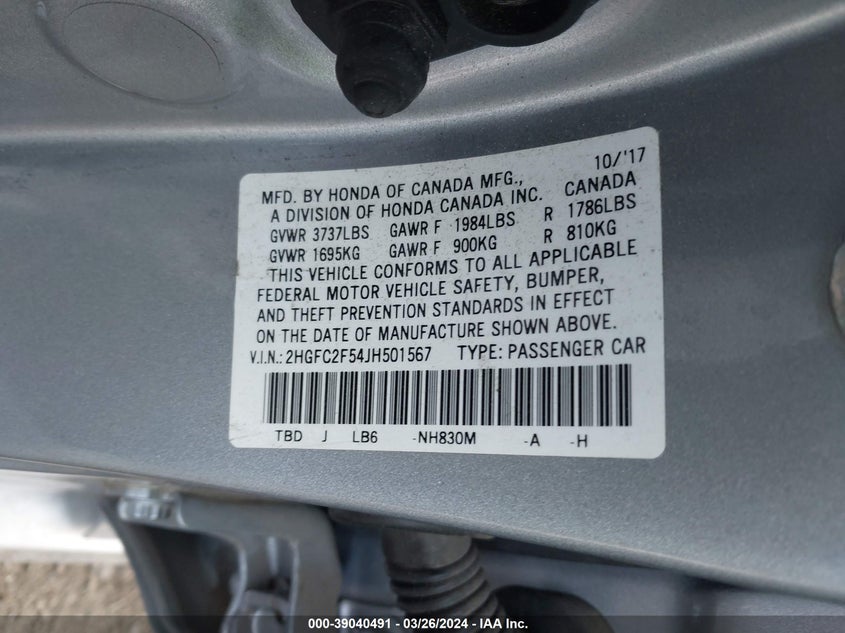 10/'17
MFD. BY HONDA OF CANADA MFG.,
A DIVISION OF HONDA CANADA INC. CANADA
GVWR 3737LBS GAWR F 1984LBS R 1786LBS
GVWR 1695KG GAWR F 900KG R 810KG
THIS VEHICLE CONFORMS TO ALL APPLICABLE
FEDERAL MOTOR VEHICLE SAFETY, BUMPER,
AND THEFT PREVENTION STANDARDS IN EFFECT
ON THE DATE OF MANUFACTURE SHOWN ABOVE.
V.I.N.: 2HGFC2F54JH501567 TYPE: PASSENGER CAR
TBD J LB6 -NH830M -A -H
000-39040491 - 03/26/2024 - IAA Inc.